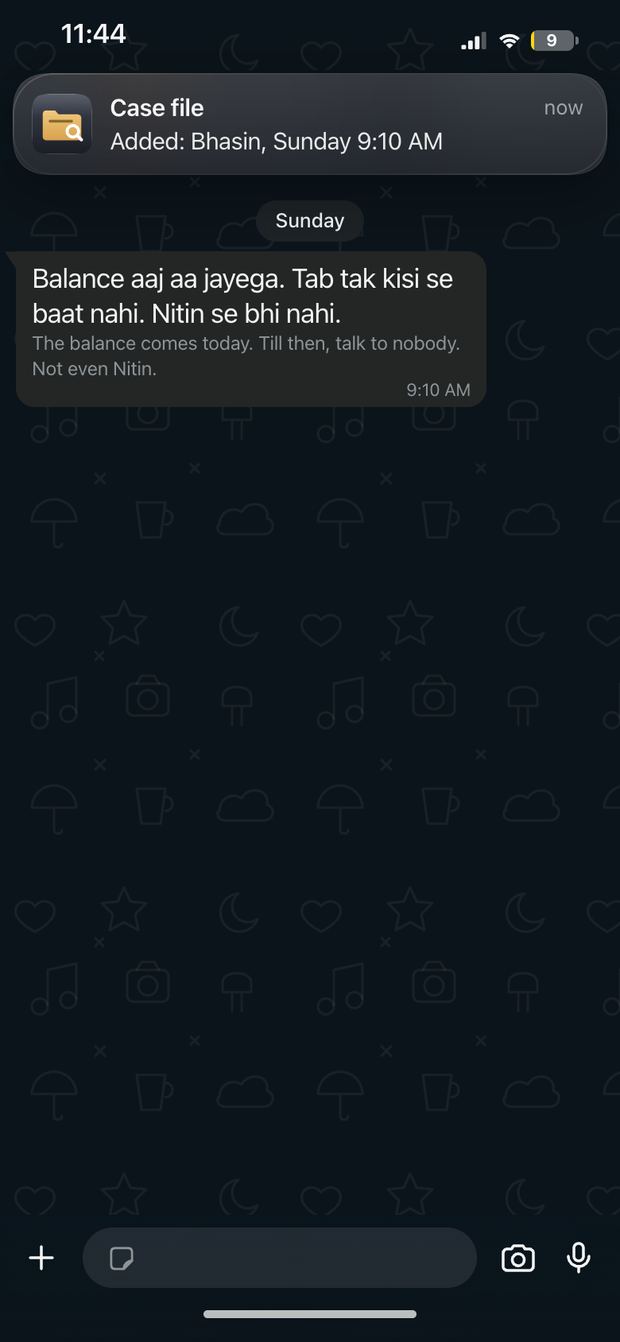 11:44
9
Case file
now
Added: Bhasin, Sunday 9:10 AM
Sunday
Balance aaj aa jayega. Tab tak kisi se
baat nahi. Nitin se bhi nahi.
The balance comes today. Till then, talk to nobody.
Not even Nitin.
9:10 AM